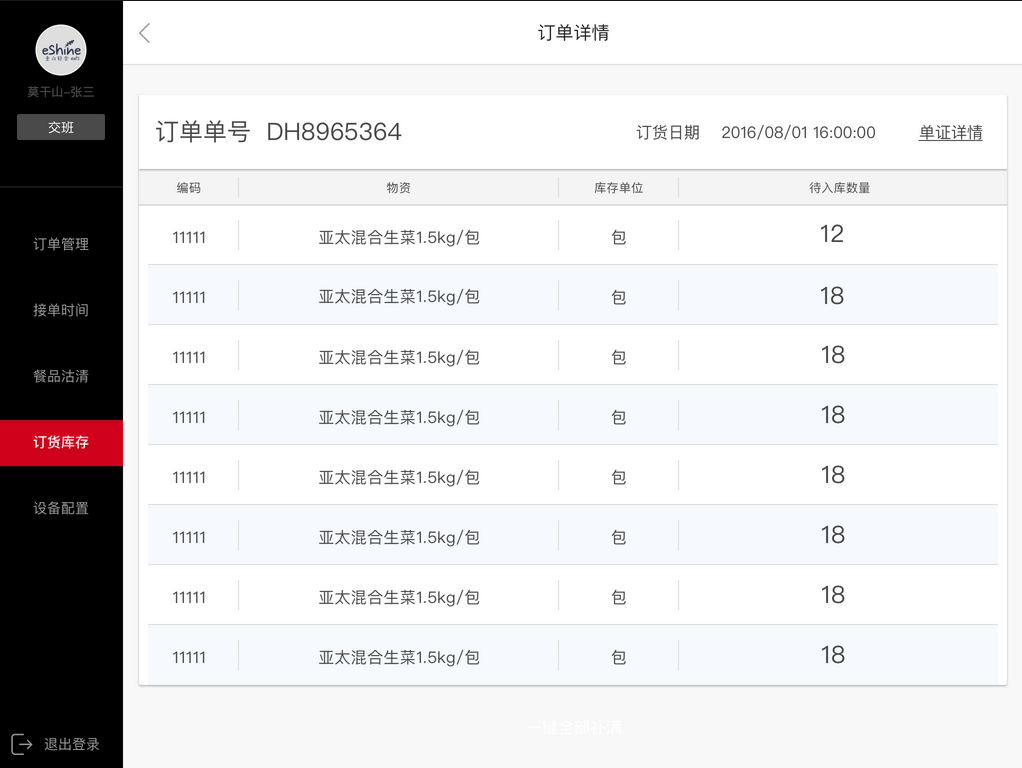 eShine
莫干山-张三
交班
订单管理
接单时间
餐品沽清
订货库存
设备配置
退出登录
订单详情
订单单号 DH8965364
订货日期 2016/08/01 16:00:00 单证详情
编码 物资 库存单位 待入库数量
11111 亚太混合生菜1.5kg/包 包 12
11111 亚太混合生菜1.5kg/包 包 18
11111 亚太混合生菜1.5kg/包 包 18
11111 亚太混合生菜1.5kg/包 包 18
11111 亚太混合生菜1.5kg/包 包 18
11111 亚太混合生菜1.5kg/包 包 18
11111 亚太混合生菜1.5kg/包 包 18
11111 亚太混合生菜1.5kg/包 包 18
一键全部补满